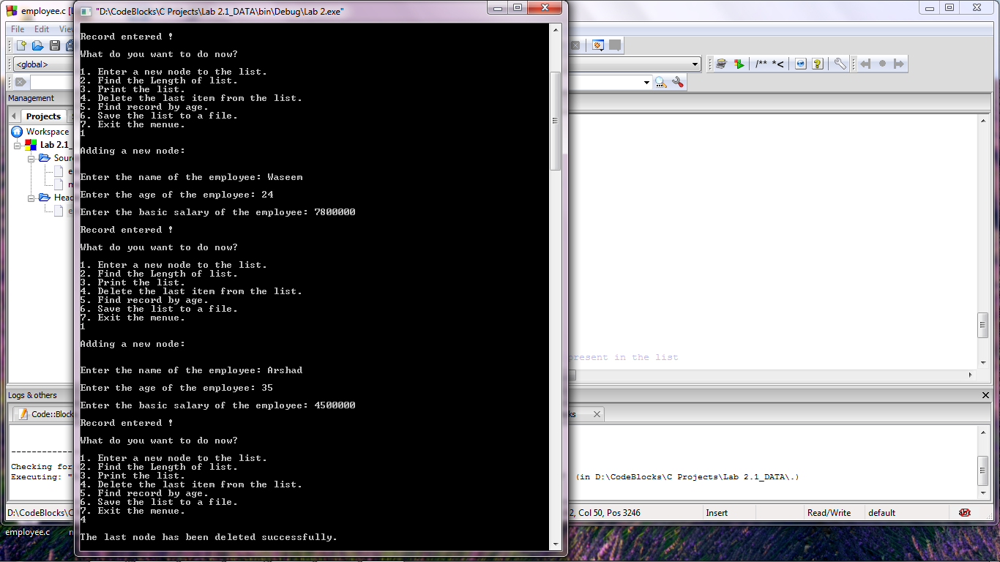 employee.c [L
"D:\CodeBlocks\C Projects\Lab 2.1_DATA\bin\Debug\Lab 2.exe"
File Edit Vie
<global>
/** *<
Management
Projects
Workspace
Lab 2.1_
Sour
e
m
Head
e
Record entered !
What do you want to do now?
1. Enter a new node to the list.
2. Find the Length of list.
3. Print the list.
4. Delete the last item from the list.
5. Find record by age.
6. Save the list to a file.
7. Exit the menue.
1
Adding a new node:
Enter the name of the employee: Waseem
Enter the age of the employee: 24
Enter the basic salary of the employee: 7800000
Record entered !
What do you want to do now?
1. Enter a new node to the list.
2. Find the Length of list.
3. Print the list.
4. Delete the last item from the list.
5. Find record by age.
6. Save the list to a file.
7. Exit the menue.
1
Adding a new node:
Enter the name of the employee: Arshad
Enter the age of the employee: 35
Enter the basic salary of the employee: 4500000
Record entered !
What do you want to do now?
1. Enter a new node to the list.
2. Find the Length of list.
3. Print the list.
4. Delete the last item from the list.
5. Find record by age.
6. Save the list to a file.
7. Exit the menue.
4
The last node has been deleted successfully.
present in the list
Logs & others
Code::Block
ks
--------------
Checking for
Executing: "
(in D:\CodeBlocks\C Projects\Lab 2.1_DATA\.)
D:\CodeBlocks\C
2, Col 50, Pos 3246
Insert
Read/Write
default
employee.c